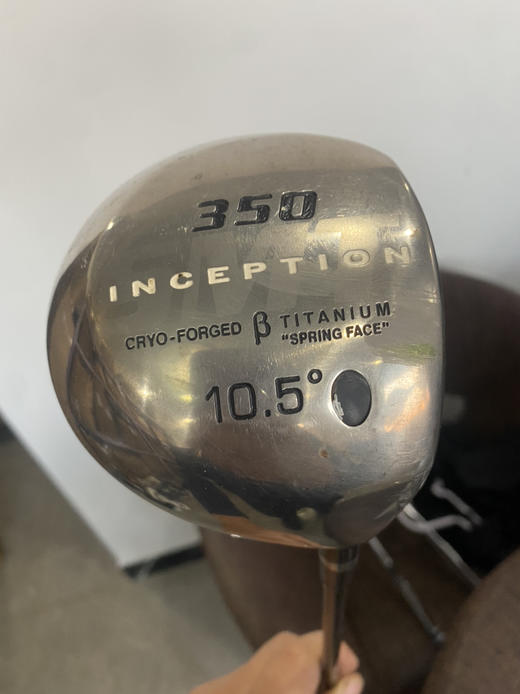 350
INCEPTION
CRYO-FORGED β TITANIUM "SPRING FACE"
10.5°